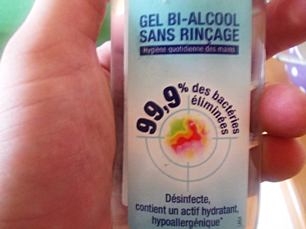 GEL BI-ALCOOL
SANS RINÇAGE
Hygiène quotidienne des mains
99,9% des bactéries
éliminées
Désinfecte,
contient un actif hydratant,
hypoallergénique*